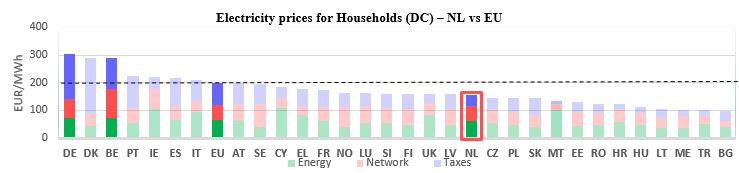 Electricity prices for Households (DC) – NL vs EU
400
300
200
100
0
EUR/MWh
DE DK BE PT IE ES IT EU AT SE CY EL FR NO LU SI FI UK LV NL CZ PL SK MT EE RO HR HU LT ME TR BG
Energy Network Taxes